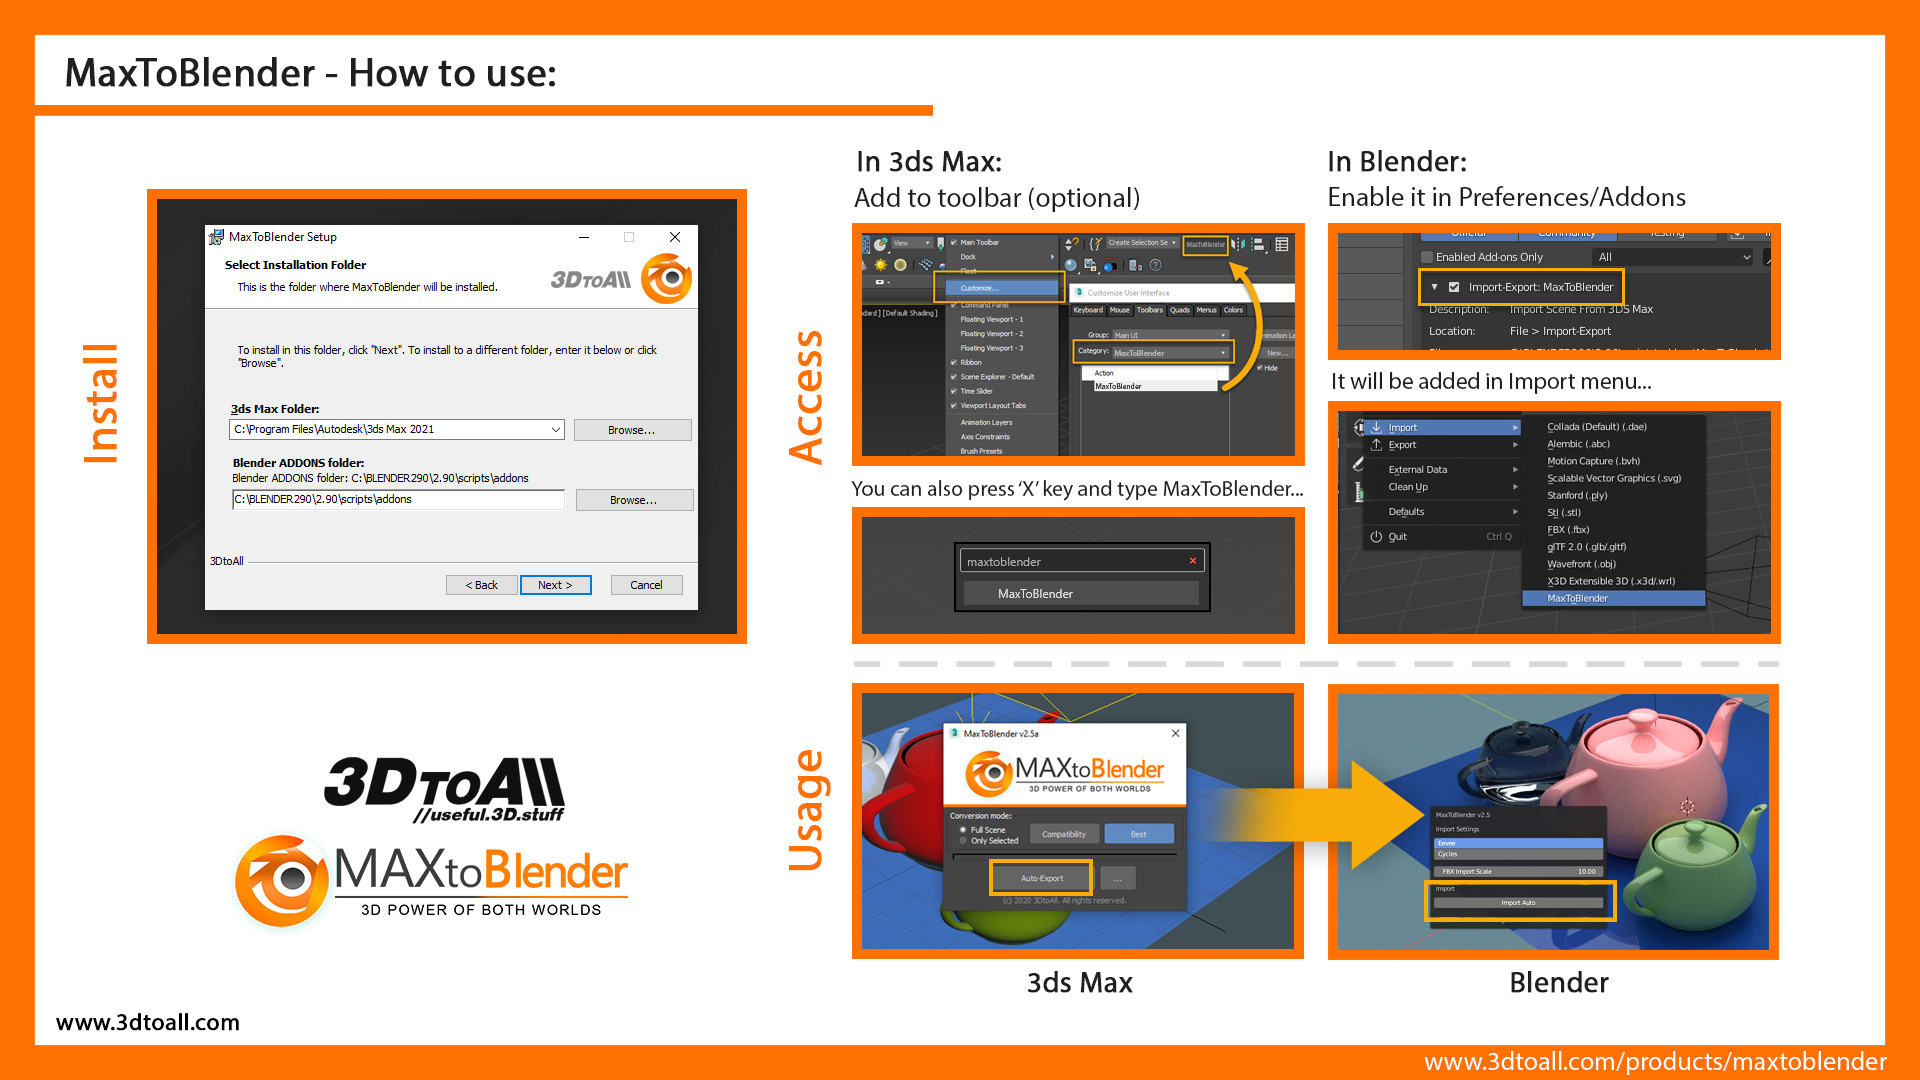 MaxToBlender - How to use:
Install
MaxToBlender Setup
Select Installation Folder
This is the folder where MaxToBlender will be installed.
3DTOAll
To install in this folder, click "Next". To install to a different folder, enter it below or click
"Browse".
3ds Max Folder:
C:\Program Files\Autodesk\3ds Max 2021
Browse...
Blender ADDONS folder:
Blender ADDONS folder: C:\BLENDER290\2.90\scripts\addons
C:\BLENDER290\2.90\scripts\addons
Browse...
3DtoAll
< Back
Next >
Cancel
3DTOAll
//useful.3D.stuff
MAXtoBlender
3D POWER OF BOTH WORLDS
www.3dtoall.com
Access
In 3ds Max:
Add to toolbar (optional)
View
Main Toolbar
Dock
Float
Customize...
Command Panel
Floating Viewport - 1
Floating Viewport - 2
Floating Viewport - 3
Ribbon
Scene Explorer - Default
Time Slider
Viewport Layout Tabs
Animation Layers
Axis Constraints
Brush Presets
[Default Shading]
Create Selection Se
MaxToBlender
3 Customize User Interface
Keyboard Mouse Toolbars Quads Menus Colors
Group: Main UI
Category: MaxToBlender
Action
MaxToBlender
New...
Hide
You can also press ‘X’ key and type MaxToBlender...
maxtoblender
MaxToBlender
In Blender:
Enable it in Preferences/Addons
Official
Community
Testing
Enabled Add-ons Only
All
Import-Export: MaxToBlender
Description: Import Scene From 3DS Max
Location: File > Import-Export
It will be added in Import menu...
Import
Export
External Data
Clean Up
Defaults
Quit Ctrl Q
Collada (Default) (.dae)
Alembic (.abc)
Motion Capture (.bvh)
Scalable Vector Graphics (.svg)
Stanford (.ply)
Stl (.stl)
FBX (.fbx)
glTF 2.0 (.glb/.gltf)
Wavefront (.obj)
X3D Extensible 3D (.x3d/.wrl)
MaxToBlender
Usage
3 MaxToBlender v2.5a
MAXtoBlender
3D POWER OF BOTH WORLDS
Conversion mode:
Full Scene
Only Selected
Compatibility
Best
Auto-Export
...
(c) 2020 3DtoAll. All rights reserved.
3ds Max
MaxToBlender v2.5
Import Settings
Eevee
Cycles
FBX Import Scale 10.00
Import
Import Auto
Blender
www.3dtoall.com/products/maxtoblender